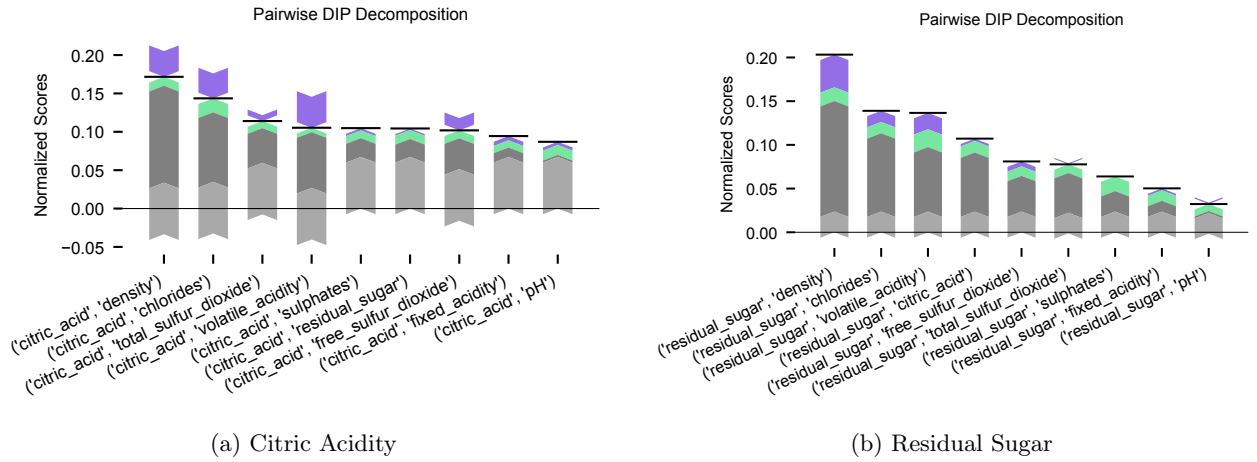 Pairwise DIP Decomposition
Normalized Scores
0.20
0.15
0.10
0.05
0.00
−0.05
('citric_acid', 'density')
('citric_acid', 'chlorides')
('citric_acid', 'total_sulfur_dioxide')
('citric_acid', 'volatile_acidity')
('citric_acid', 'sulphates')
('citric_acid', 'residual_sugar')
('citric_acid', 'free_sulfur_dioxide')
('citric_acid', 'fixed_acidity')
('citric_acid', 'pH')
(a) Citric Acidity
Pairwise DIP Decomposition
Normalized Scores
0.20
0.15
0.10
0.05
0.00
('residual_sugar', 'density')
('residual_sugar', 'chlorides')
('residual_sugar', 'volatile_acidity')
('residual_sugar', 'citric_acid')
('residual_sugar', 'free_sulfur_dioxide')
('residual_sugar', 'total_sulfur_dioxide')
('residual_sugar', 'sulphates')
('residual_sugar', 'fixed_acidity')
('residual_sugar', 'pH')
(b) Residual Sugar